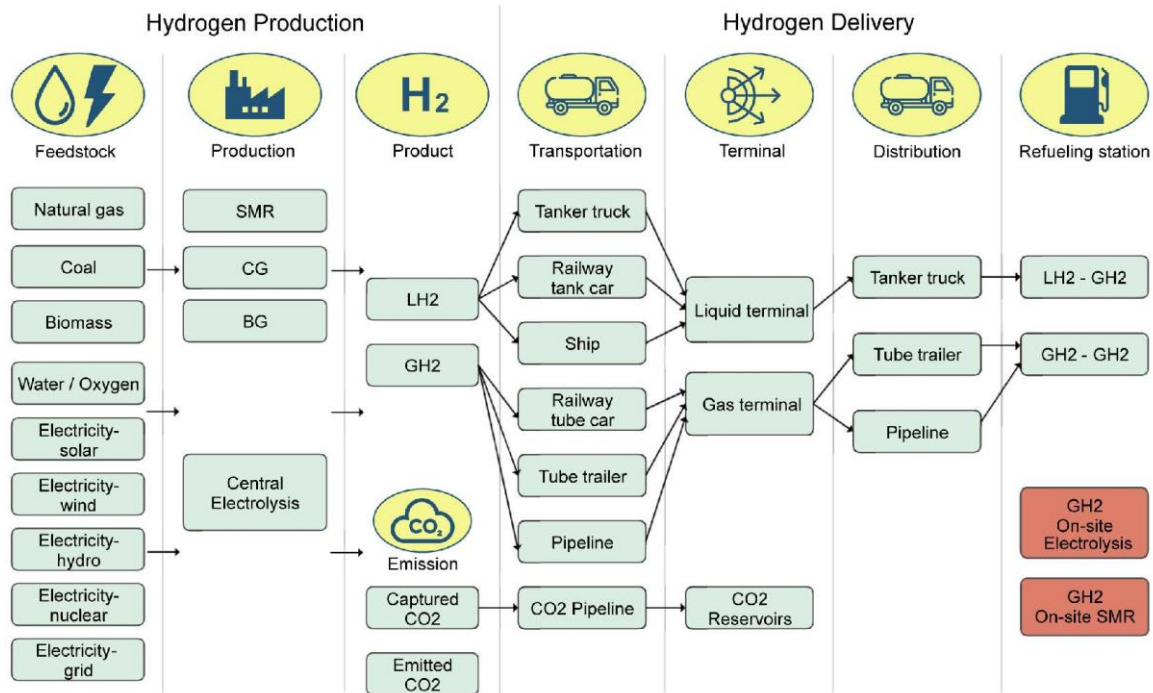 Hydrogen Production
Hydrogen Delivery
H2
Feedstock
Production
Product
Transportation
Terminal
Distribution
Refueling station
Natural gas
Coal
Biomass
Water / Oxygen
Electricity-
solar
Electricity-
wind
Electricity-
hydro
Electricity-
nuclear
Electricity-
grid
SMR
CG
BG
Central
Electrolysis
LH2
GH2
CO2
Emission
Captured
CO2
Emitted
CO2
Tanker truck
Railway
tank car
Ship
Railway
tube car
Tube trailer
Pipeline
CO2 Pipeline
Liquid terminal
Gas terminal
CO2
Reservoirs
Tanker truck
Tube trailer
Pipeline
LH2 - GH2
GH2 - GH2
GH2
On-site
Electrolysis
GH2
On-site SMR